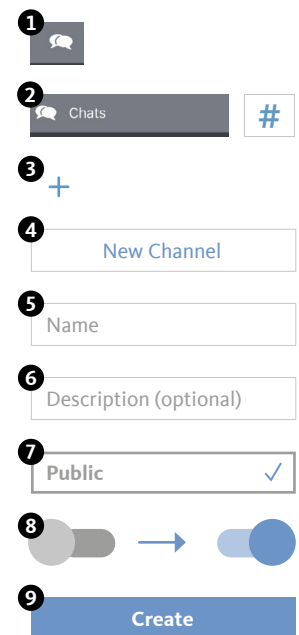 1
2
Chats #
3
+
4
New Channel
5
Name
6
Description (optional)
7
Public
8
9
Create